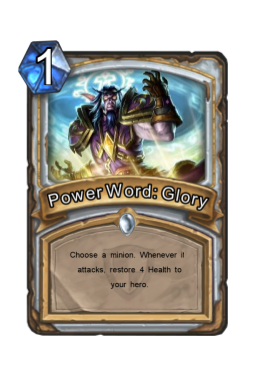 1
Power Word: Glory
Choose a minion. Whenever it
attacks, restore 4 Health to
your hero.